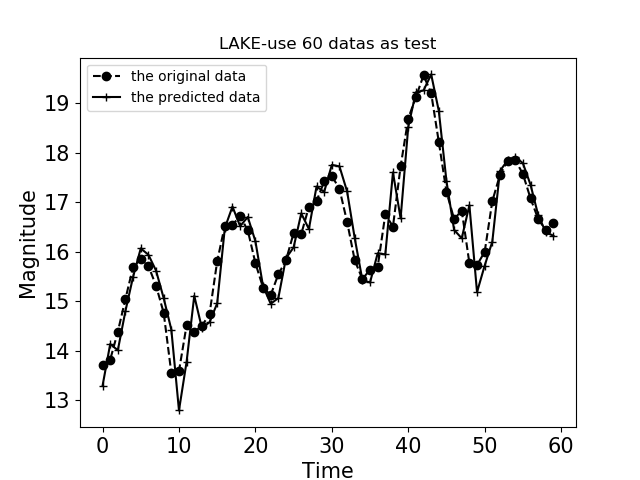 LAKE-use 60 datas as test
the original data
the predicted data
19
18
17
16
15
14
13
Magnitude
0 10 20 30 40 50 60
Time